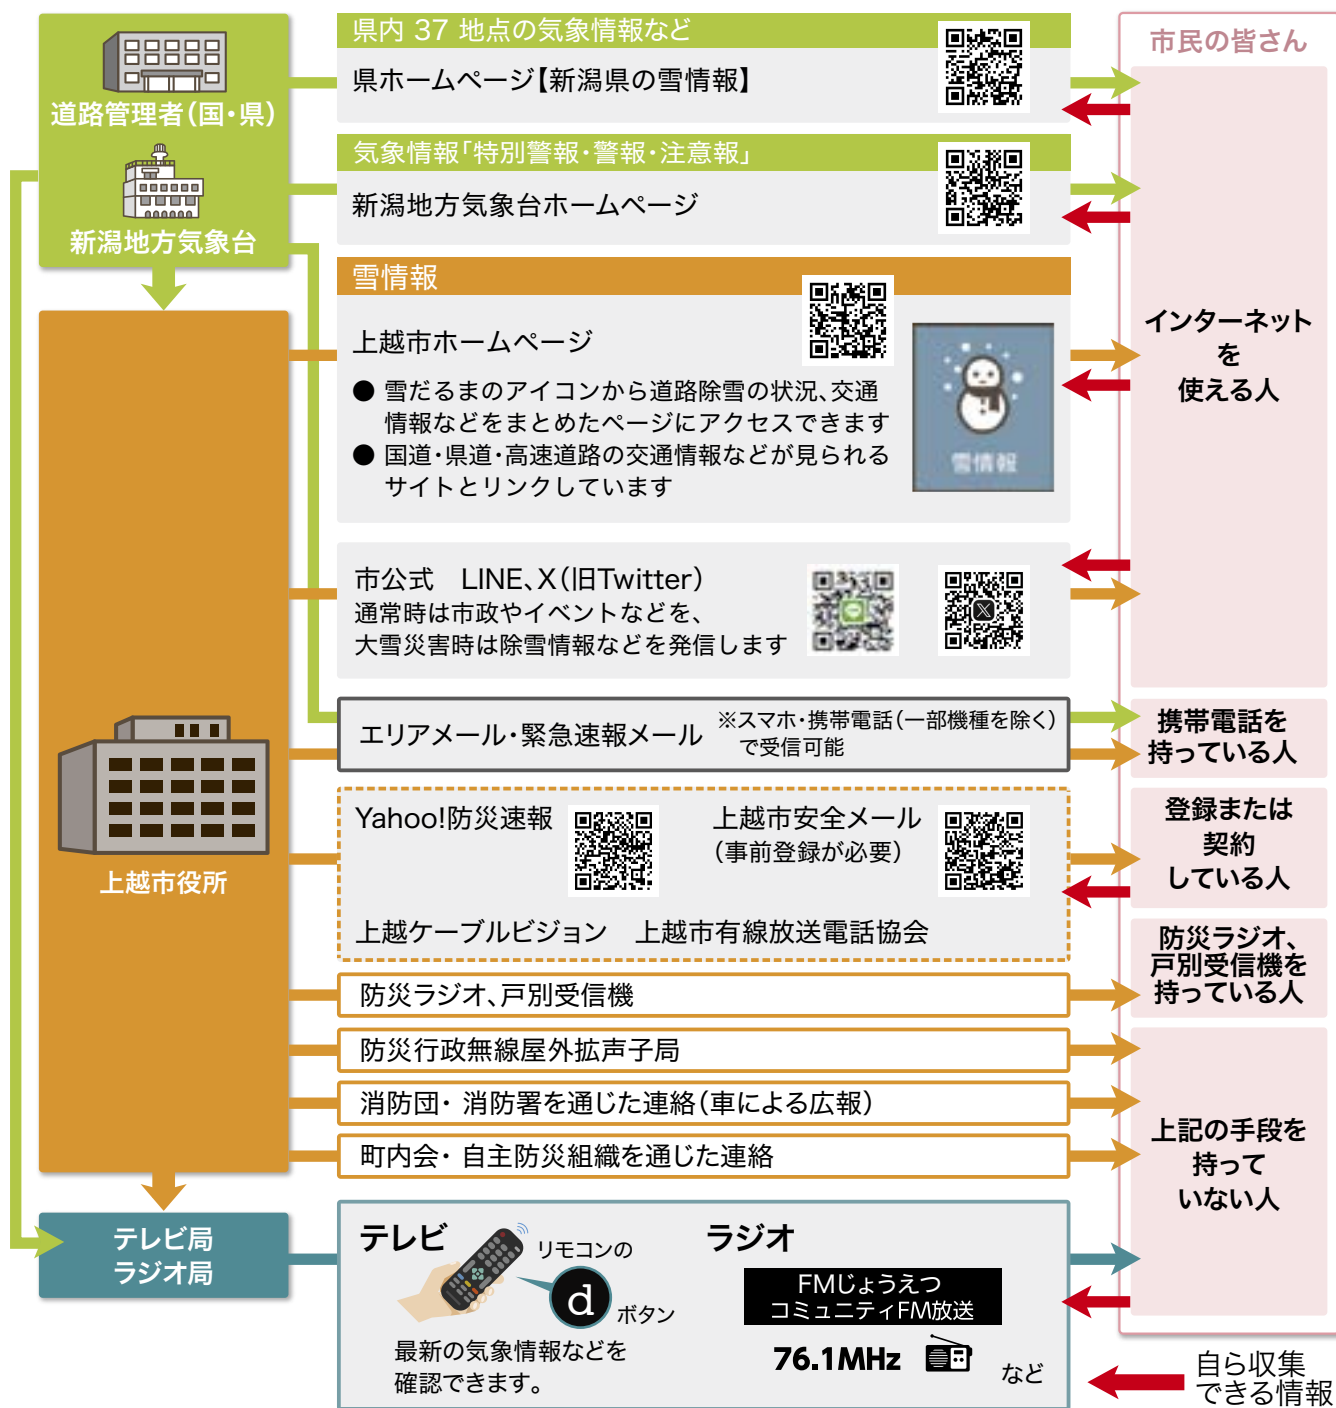 道路管理者(国・県)
新潟地方気象台
県内 37 地点の気象情報など
県ホームページ【新潟県の雪情報】
気象情報「特別警報・警報・注意報」
新潟地方気象台ホームページ
雪情報
上越市ホームページ
● 雪だるまのアイコンから道路除雪の状況、交通
情報などをまとめたページにアクセスできます
● 国道・県道・高速道路の交通情報などが見られる
サイトとリンクしています
雪情報
市公式　LINE、X(旧Twitter)
通常時は市政やイベントなどを、
大雪災害時は除雪情報などを発信します
エリアメール・緊急速報メール
※スマホ・携帯電話(一部機種を除く)
で受信可能
Yahoo!防災速報
上越市安全メール
(事前登録が必要)
上越ケーブルビジョン　上越市有線放送電話協会
上越市役所
防災ラジオ、戸別受信機
防災行政無線屋外拡声子局
消防団・ 消防署を通じた連絡(車による広報)
町内会・ 自主防災組織を通じた連絡
テレビ局
ラジオ局
テレビ
リモコンの
d
ボタン
最新の気象情報などを
確認できます。
ラジオ
FMじょうえつ
コミュニティFM放送
76.1MHz
など
市民の皆さん
インターネット
を
使える人
携帯電話を
持っている人
登録または
契約
している人
防災ラジオ、
戸別受信機を
持っている人
上記の手段を
持って
いない人
自ら収集
できる情報